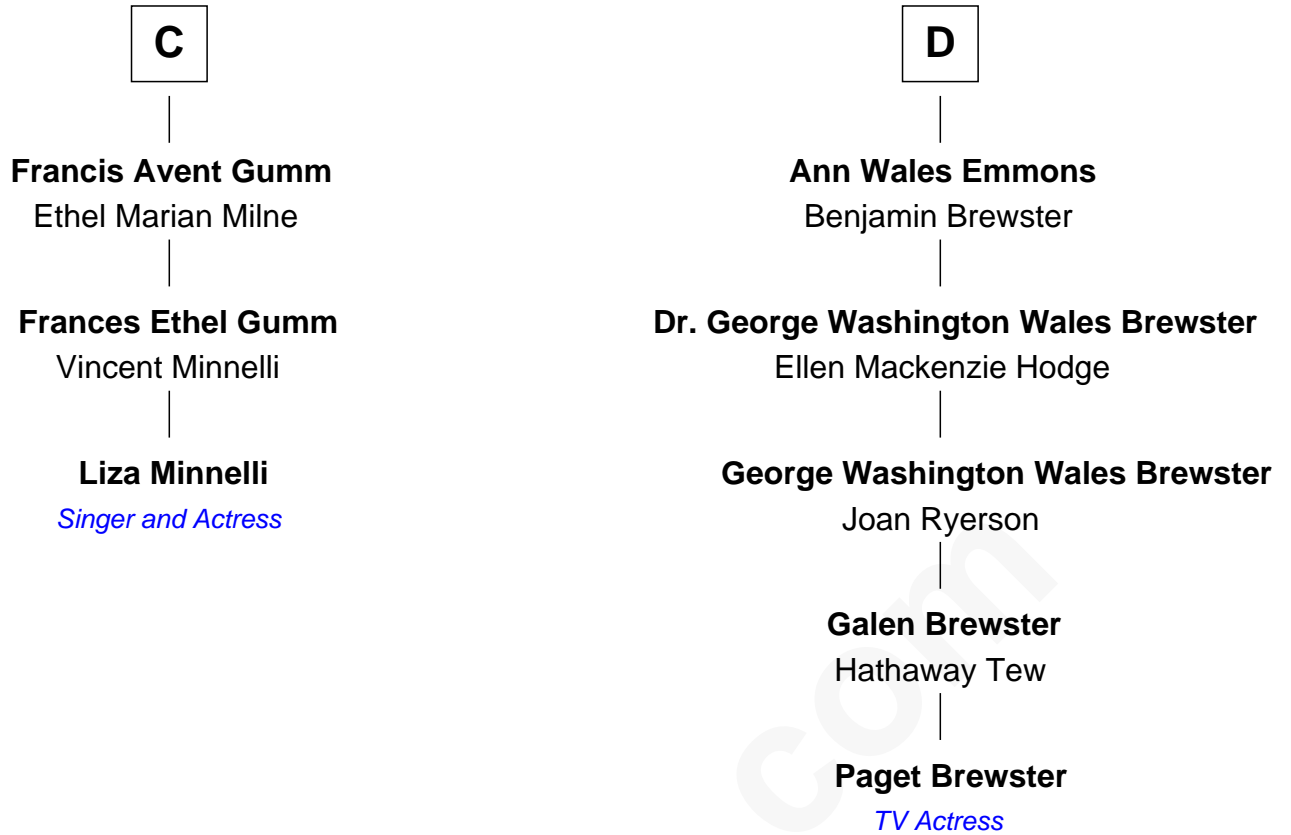 C
Francis Avent Gumm
Ethel Marian Milne
Frances Ethel Gumm
Vincent Minnelli
Liza Minnelli
Singer and Actress
D
Ann Wales Emmons
Benjamin Brewster
Dr. George Washington Wales Brewster
Ellen Mackenzie Hodge
George Washington Wales Brewster
Joan Ryerson
Galen Brewster
Hathaway Tew
Paget Brewster
TV Actress
com